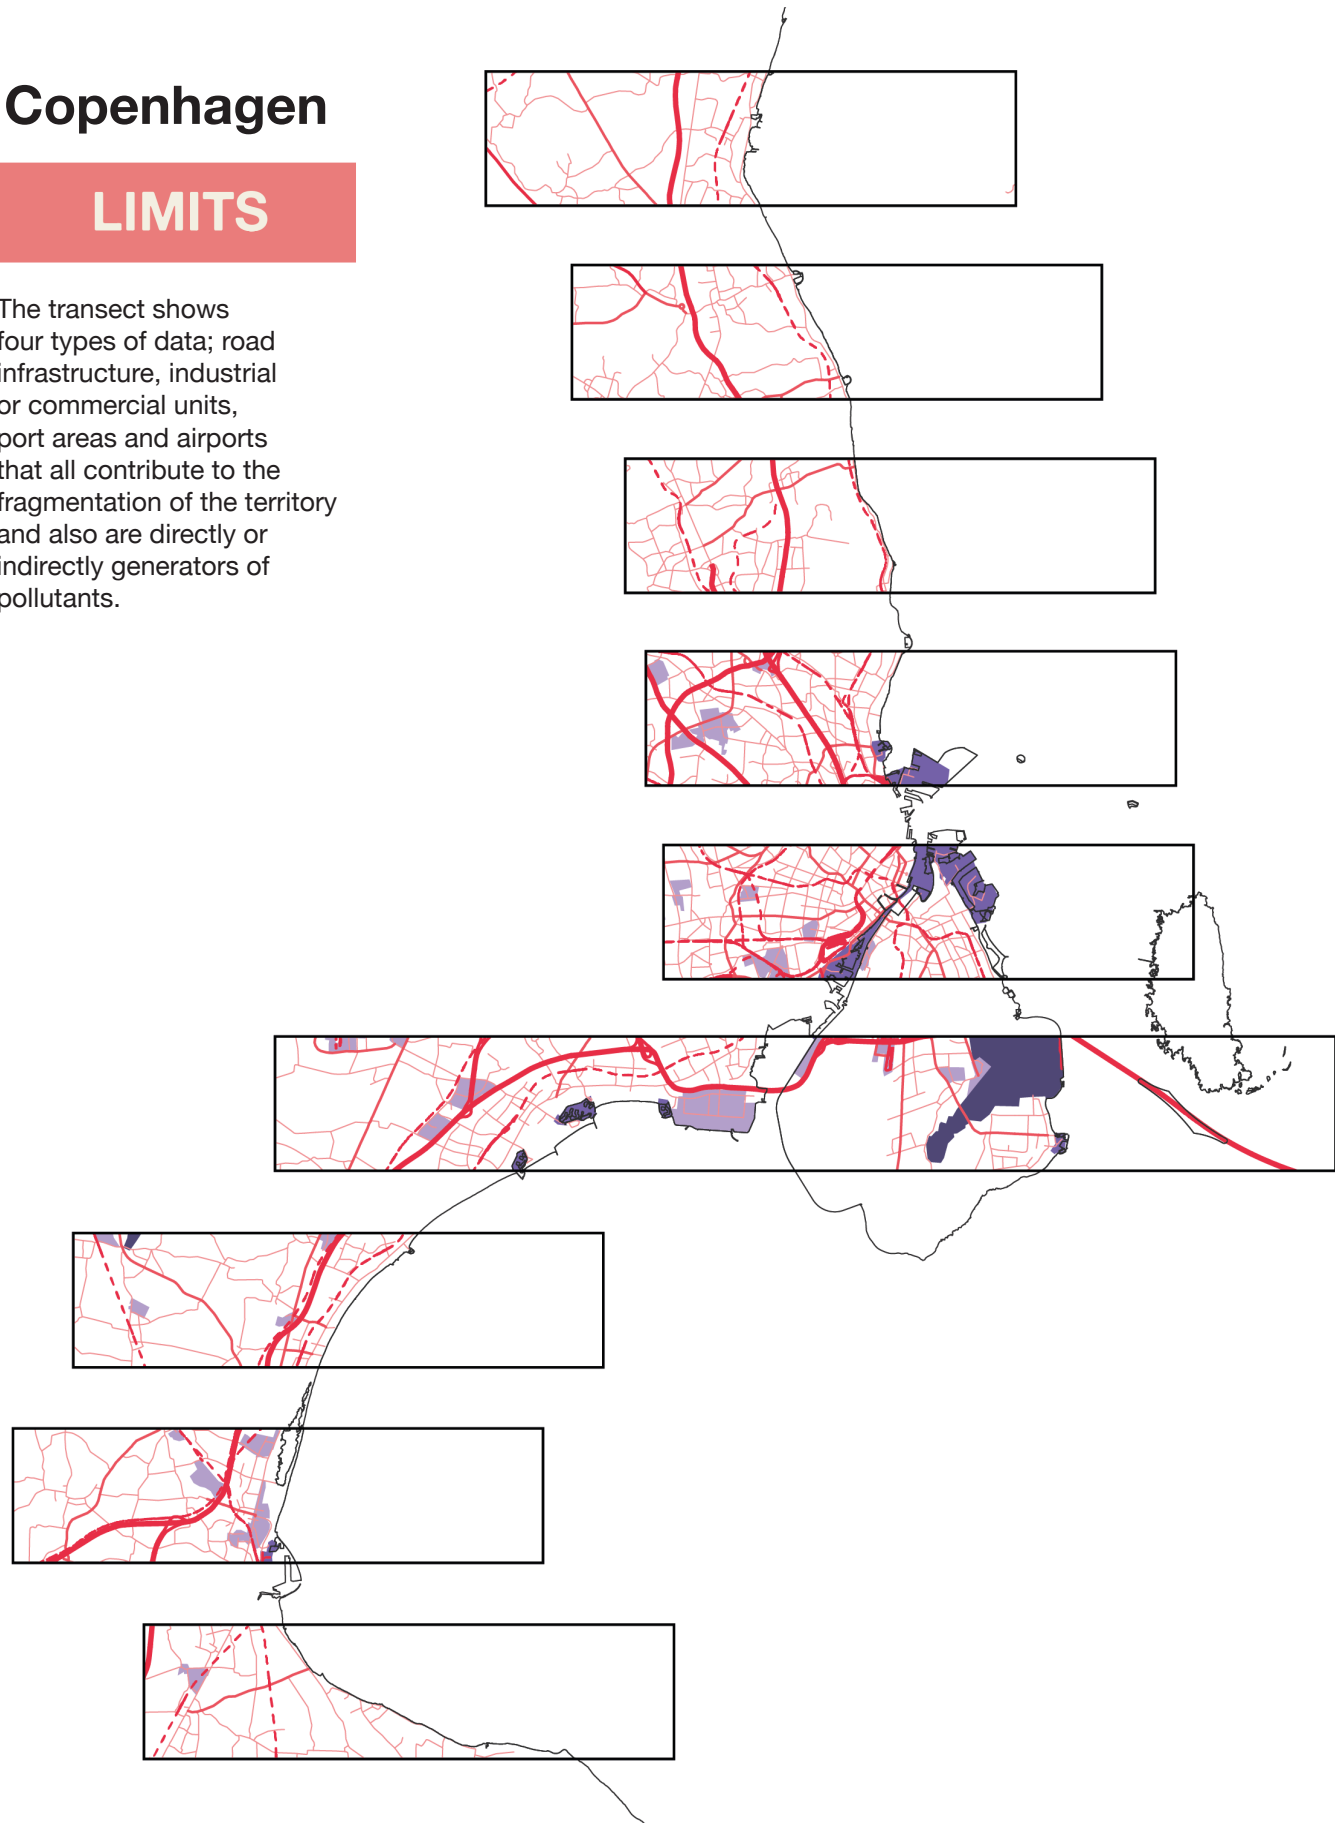 Copenhagen
LIMITS
The transect shows
four types of data; road
infrastructure, industrial
or commercial units,
port areas and airports
that all contribute to the
fragmentation of the territory
and also are directly or
indirectly generators of
pollutants.